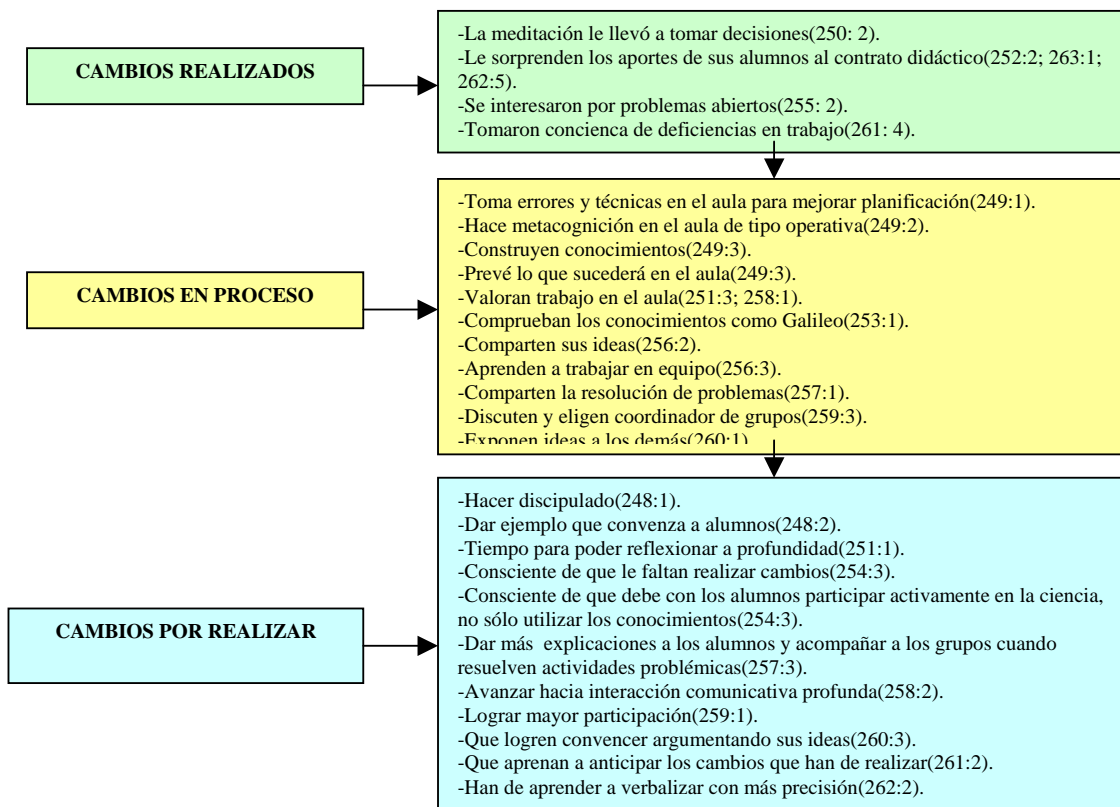 CAMBIOS REALIZADOS
-La meditación le llevó a tomar decisiones(250: 2).
-Le sorprenden los aportes de sus alumnos al contrato didáctico(252:2; 263:1;
262:5).
-Se interesaron por problemas abiertos(255: 2).
-Tomaron concienca de deficiencias en trabajo(261: 4).
CAMBIOS EN PROCESO
-Toma errores y técnicas en el aula para mejorar planificación(249:1).
-Hace metacognición en el aula de tipo operativa(249:2).
-Construyen conocimientos(249:3).
-Prevé lo que sucederá en el aula(249:3).
-Valoran trabajo en el aula(251:3; 258:1).
-Comprueban los conocimientos como Galileo(253:1).
-Comparten sus ideas(256:2).
-Aprenden a trabajar en equipo(256:3).
-Comparten la resolución de problemas(257:1).
-Discuten y eligen coordinador de grupos(259:3).
-Exponen ideas a los demás(260:1)
CAMBIOS POR REALIZAR
-Hacer discipulado(248:1).
-Dar ejemplo que convenza a alumnos(248:2).
-Tiempo para poder reflexionar a profundidad(251:1).
-Consciente de que le faltan realizar cambios(254:3).
-Consciente de que debe con los alumnos participar activamente en la ciencia,
no sólo utilizar los conocimientos(254:3).
-Dar más  explicaciones a los alumnos y acompañar a los grupos cuando
resuelven actividades problémicas(257:3).
-Avanzar hacia interacción comunicativa profunda(258:2).
-Lograr mayor participación(259:1).
-Que logren convencer argumentando sus ideas(260:3).
-Que aprenan a anticipar los cambios que han de realizar(261:2).
-Han de aprender a verbalizar con más precisión(262:2).